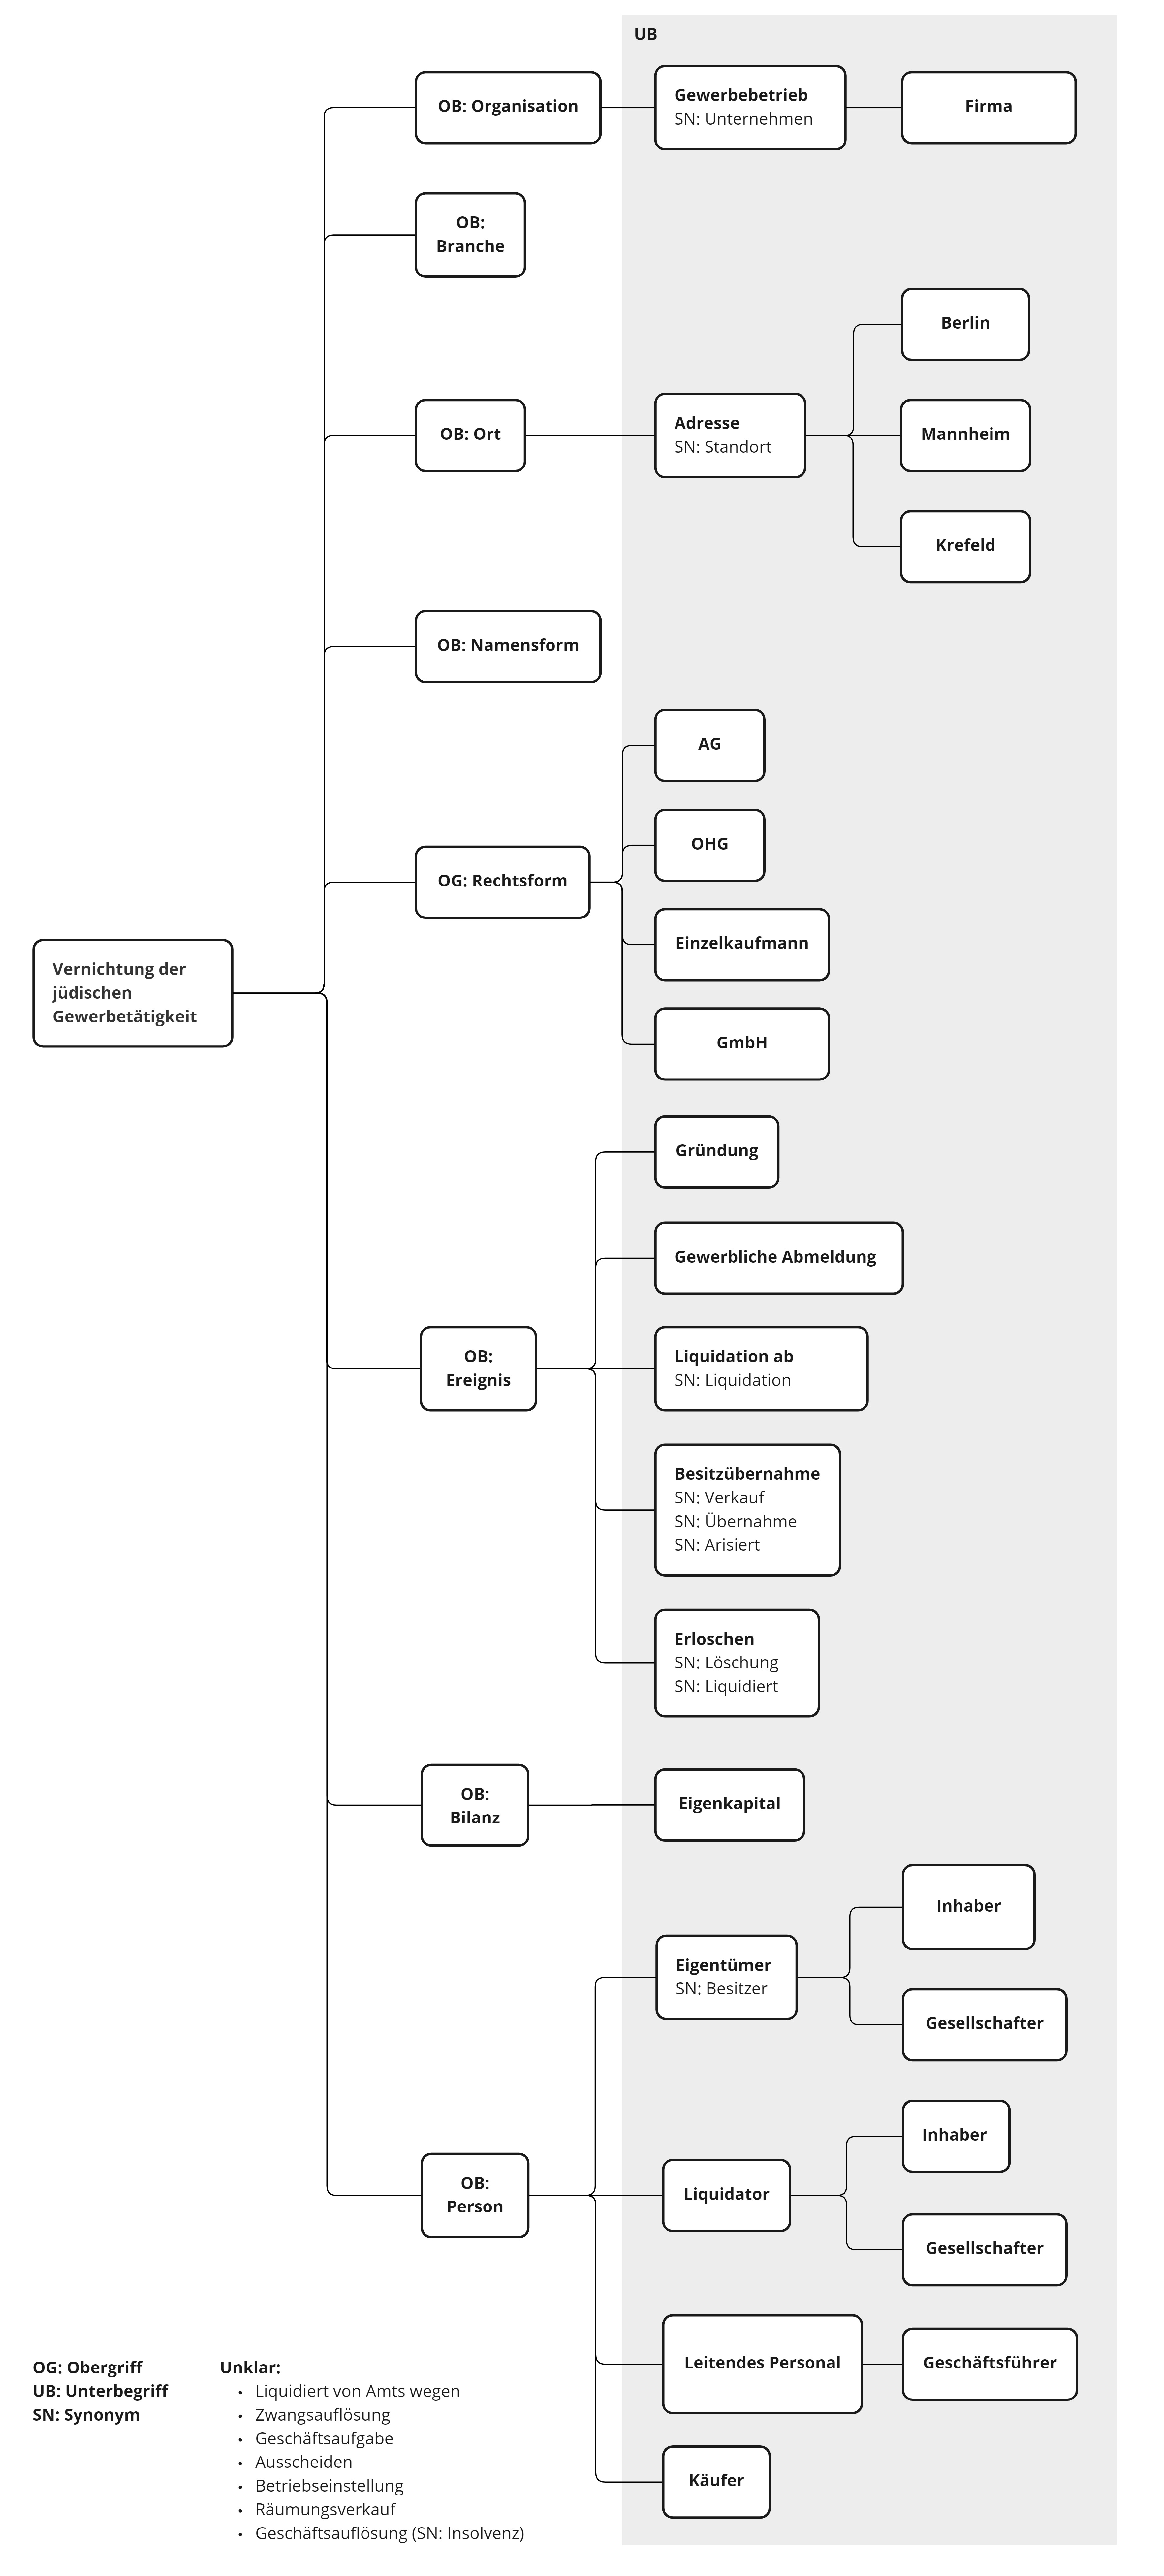 UB
OB: Organisation
Gewerbebetrieb
SN: Unternehmen
Firma
OB:
Branche
OB: Ort
Adresse
SN: Standort
Berlin
Mannheim
Krefeld
OB: Namensform
OG: Rechtsform
AG
OHG
Einzelkaufmann
GmbH
Vernichtung der
jüdischen
Gewerbetätigkeit
OB:
Ereignis
Gründung
Gewerbliche Abmeldung
Liquidation ab
SN: Liquidation
Besitzübernahme
SN: Verkauf
SN: Übernahme
SN: Arisiert
Erloschen
SN: Löschung
SN: Liquidiert
OB:
Bilanz
Eigenkapital
OB:
Person
Eigentümer
SN: Besitzer
Inhaber
Gesellschafter
Liquidator
Inhaber
Gesellschafter
Leitendes Personal
Geschäftsführer
Käufer
OG: Obergriff
UB: Unterbegriff
SN: Synonym
Unklar:
• Liquidiert von Amts wegen
• Zwangsauflösung
• Geschäftsaufgabe
• Ausscheiden
• Betriebseinstellung
• Räumungsverkauf
• Geschäftsauflösung (SN: Insolvenz)